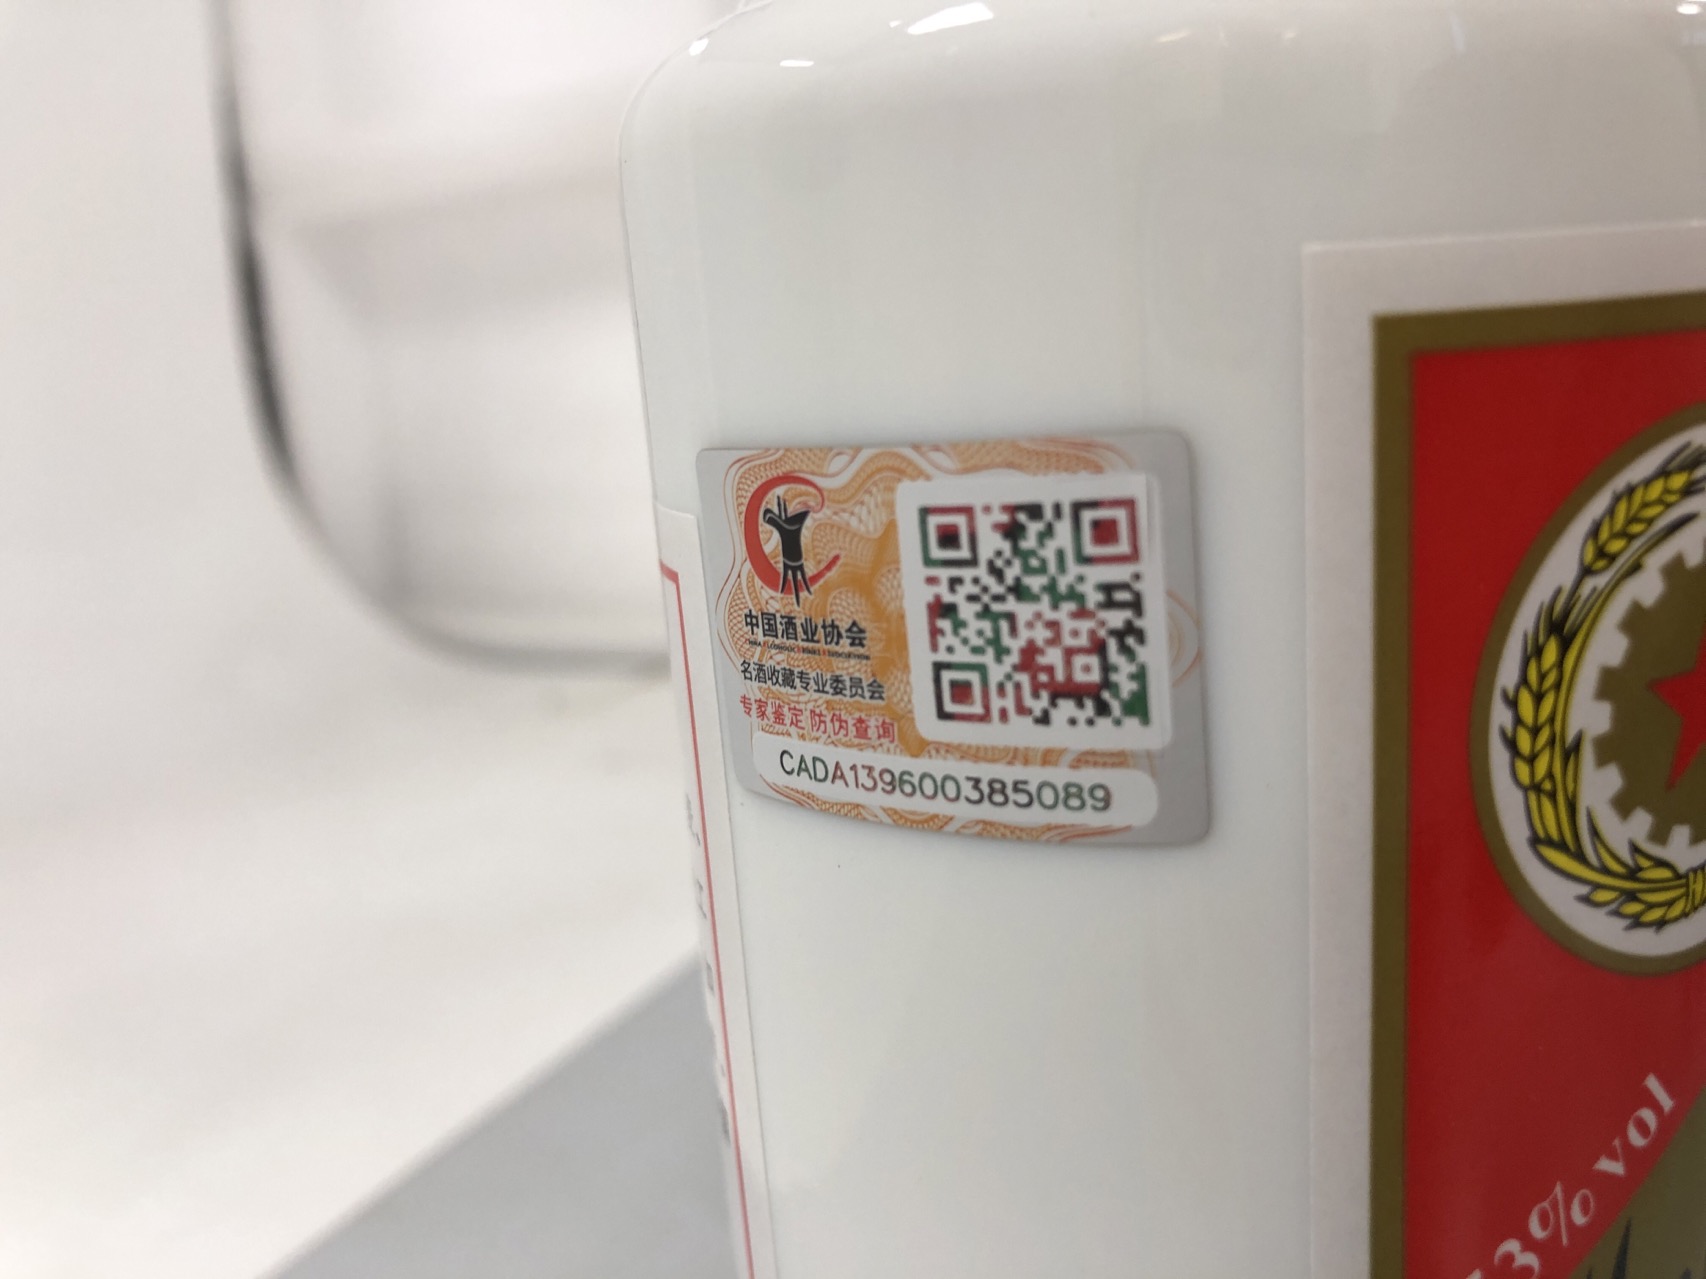 中国酒业协会
名酒收藏专业委员会
专家鉴定 防伪查询
CADA139600385089
3% vol